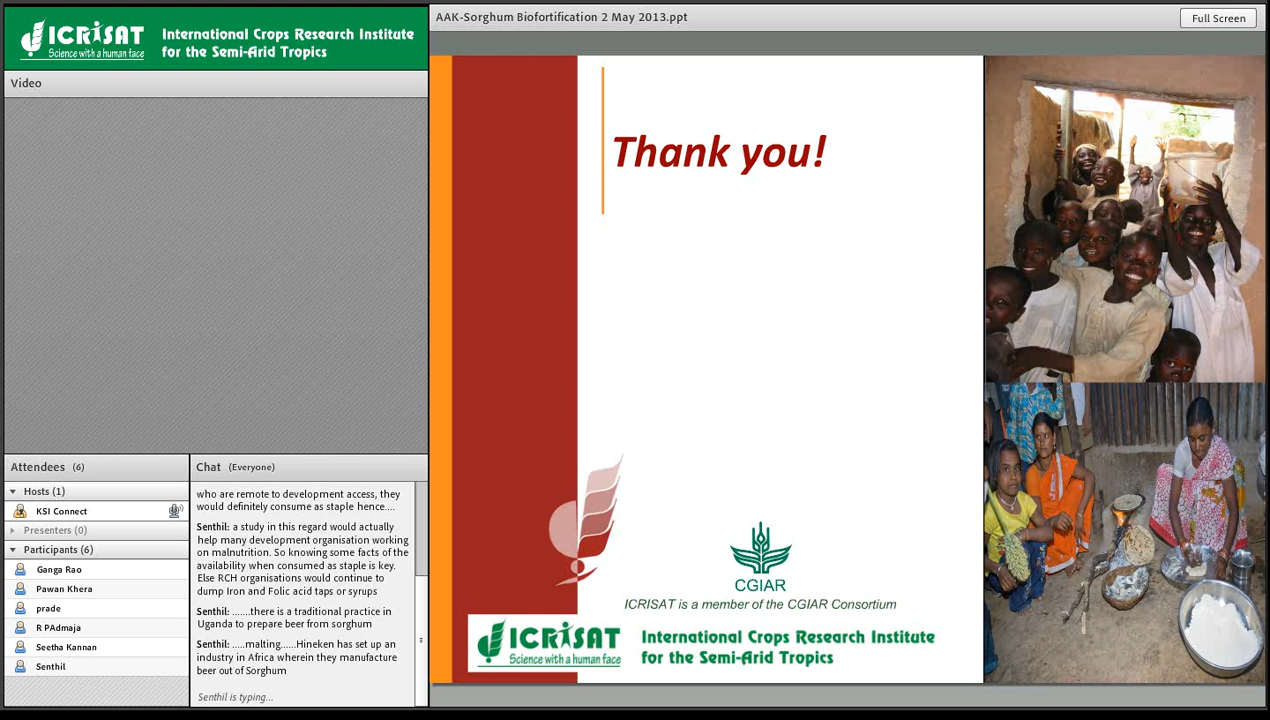 ICRISAT
Science with a human face
International Crops Research Institute
for the Semi-Arid Tropics
Video
Attendees (6)
Hosts (1)
KSI Connect
Presenters (0)
Participants (6)
Ganga Rao
Pawan Khera
prade
R PAdmaja
Seetha Kannan
Senthil
Chat (Everyone)
who are remote to development access, they
would definitely consume as staple hence....
Senthil: a study in this regard would actually
help many development organisation working
on malnutrition. So knowing some facts of the
availability when consumed as staple is key.
Else RCH organisations would continue to
dump Iron and Folic acid taps or syrups
Senthil: .......there is a traditional practice in
Uganda to prepare beer from sorghum
Senthil: .....malting......Hineken has set up an
industry in Africa wherein they manufacture
beer out of Sorghum
Senthil is typing...
AAK-Sorghum Biofortification 2 May 2013.ppt
Full Screen
Thank you!
CGIAR
ICRISAT is a member of the CGIAR Consortium
ICRISAT
Science with a human face
International Crops Research Institute
for the Semi-Arid Tropics